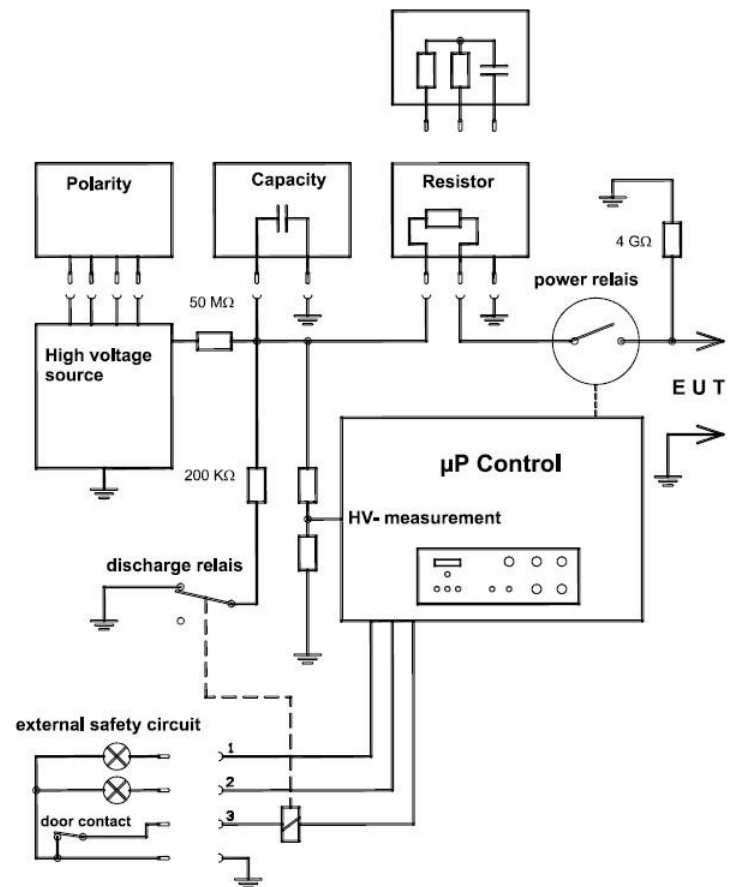 Polarity
Capacity
Resistor
4 GΩ
power relais
50 MΩ
High voltage
source
E U T
µP Control
200 KΩ
HV- measurement
discharge relais
external safety circuit
1
2
door contact
3